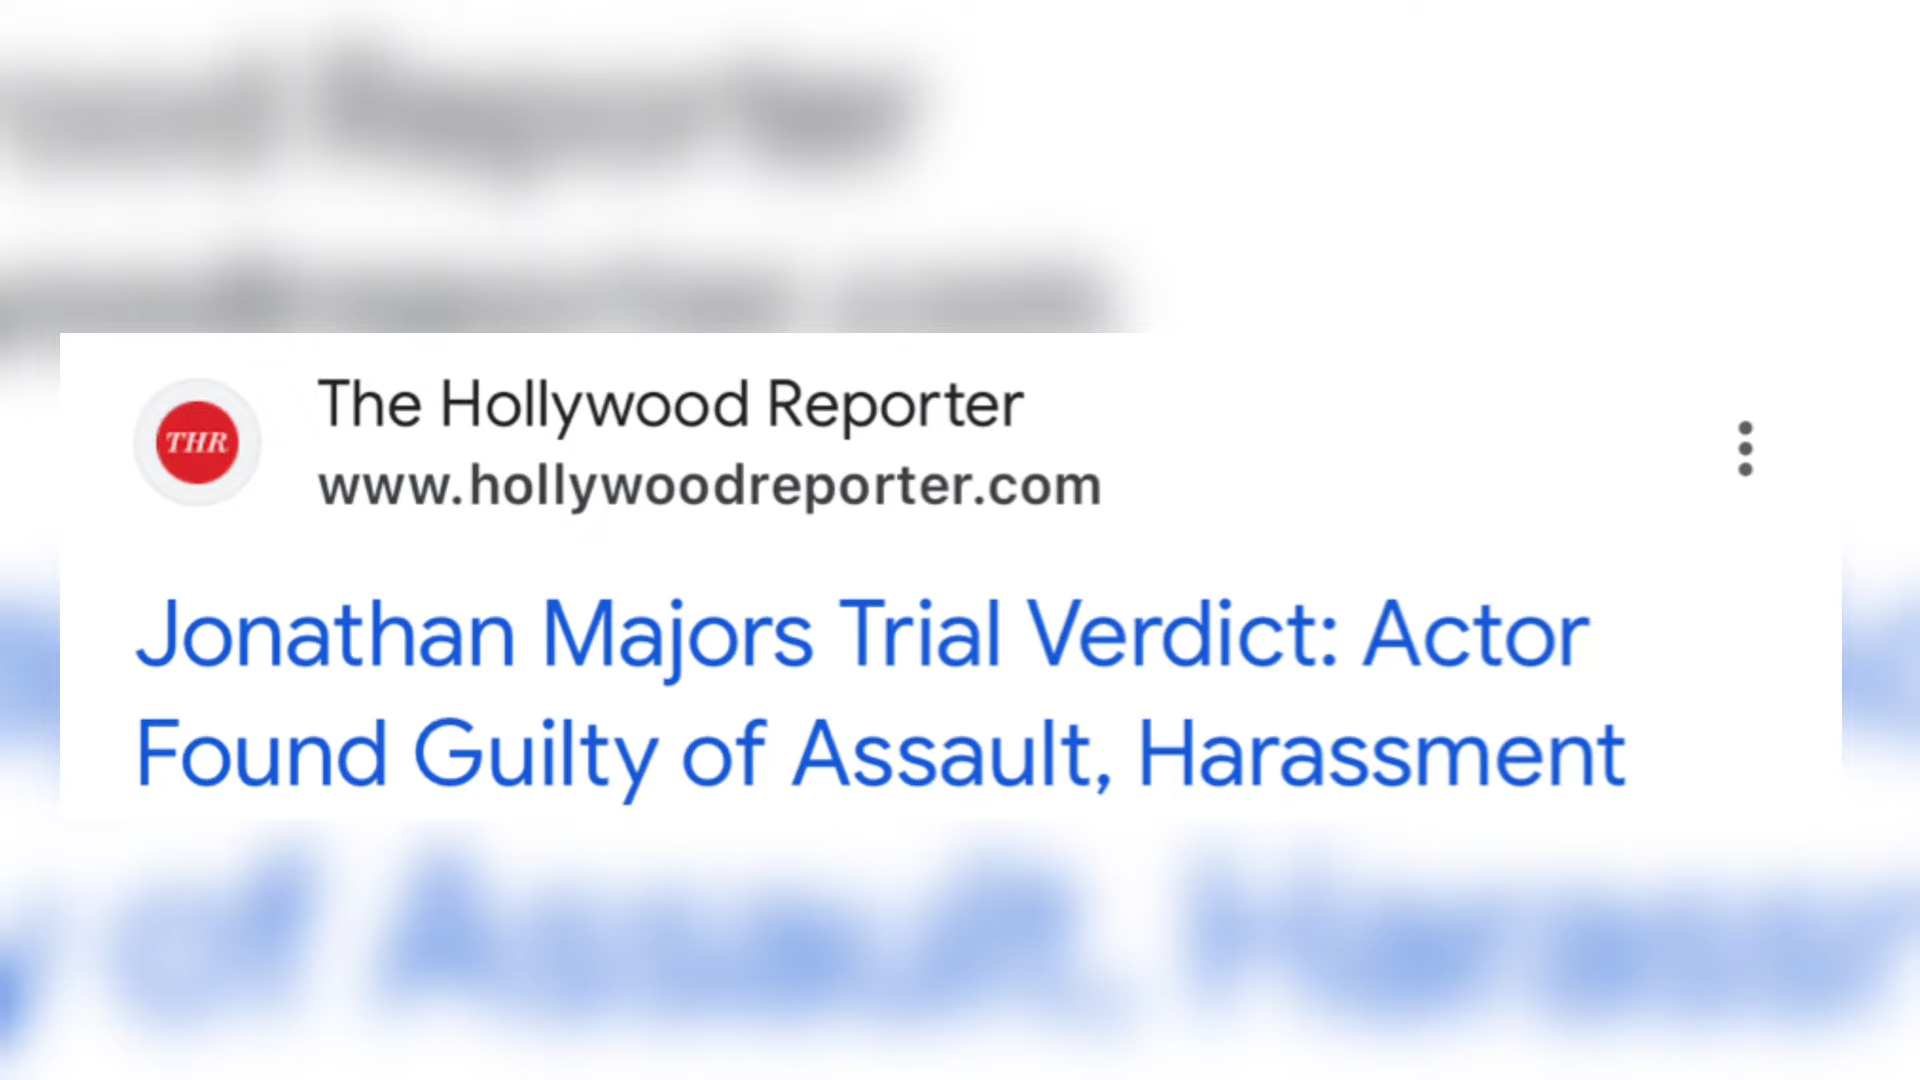 The Hollywood Reporter
THR
www.hollywoodreporter.com
Jonathan Majors Trial Verdict: Actor
Found Guilty of Assault, Harassment